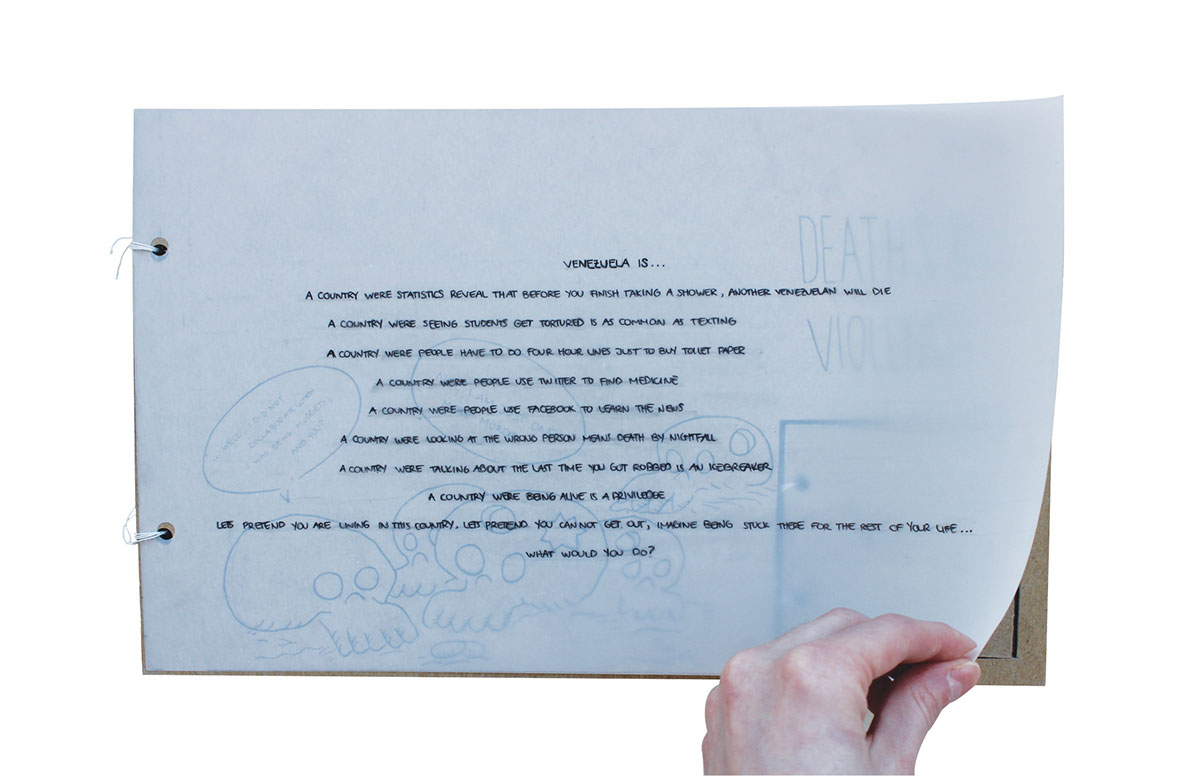 VENEZUELA IS...
A COUNTRY WERE STATISTICS REVEAL THAT BEFORE YOU FINISH TAKING A SHOWER, ANOTHER VENEZUELAN WILL DIE
A COUNTRY WERE SEEING STUDENTS GET TORTURED IS AS COMMON AS TEXTING
A COUNTRY WERE PEOPLE HAVE TO DO FOUR HOUR LINES JUST TO BUY TOILET PAPER
A COUNTRY WERE PEOPLE USE TWITTER TO FIND MEDICINE
A COUNTRY WERE PEOPLE USE FACEBOOK TO LEARN THE NEWS
A COUNTRY WERE LOOKING AT THE WRONG PERSON MEANS DEATH BY NIGHTFALL
A COUNTRY WERE TALKING ABOUT THE LAST TIME YOU GOT ROBBED IS AN ICEBREAKER
A COUNTRY WERE BEING ALIVE IS A PRIVILEDGE
LETS PRETEND YOU ARE LIVING IN THIS COUNTRY. LETS PRETEND YOU CAN NOT GET OUT, IMAGINE BEING STUCK THERE FOR THE REST OF YOUR LIFE...
WHAT WOULD YOU DO?
DEATH
WELL I DID NOT
COLLABORATE WHEN
WAS BEING MUGGED,
AND YOU?